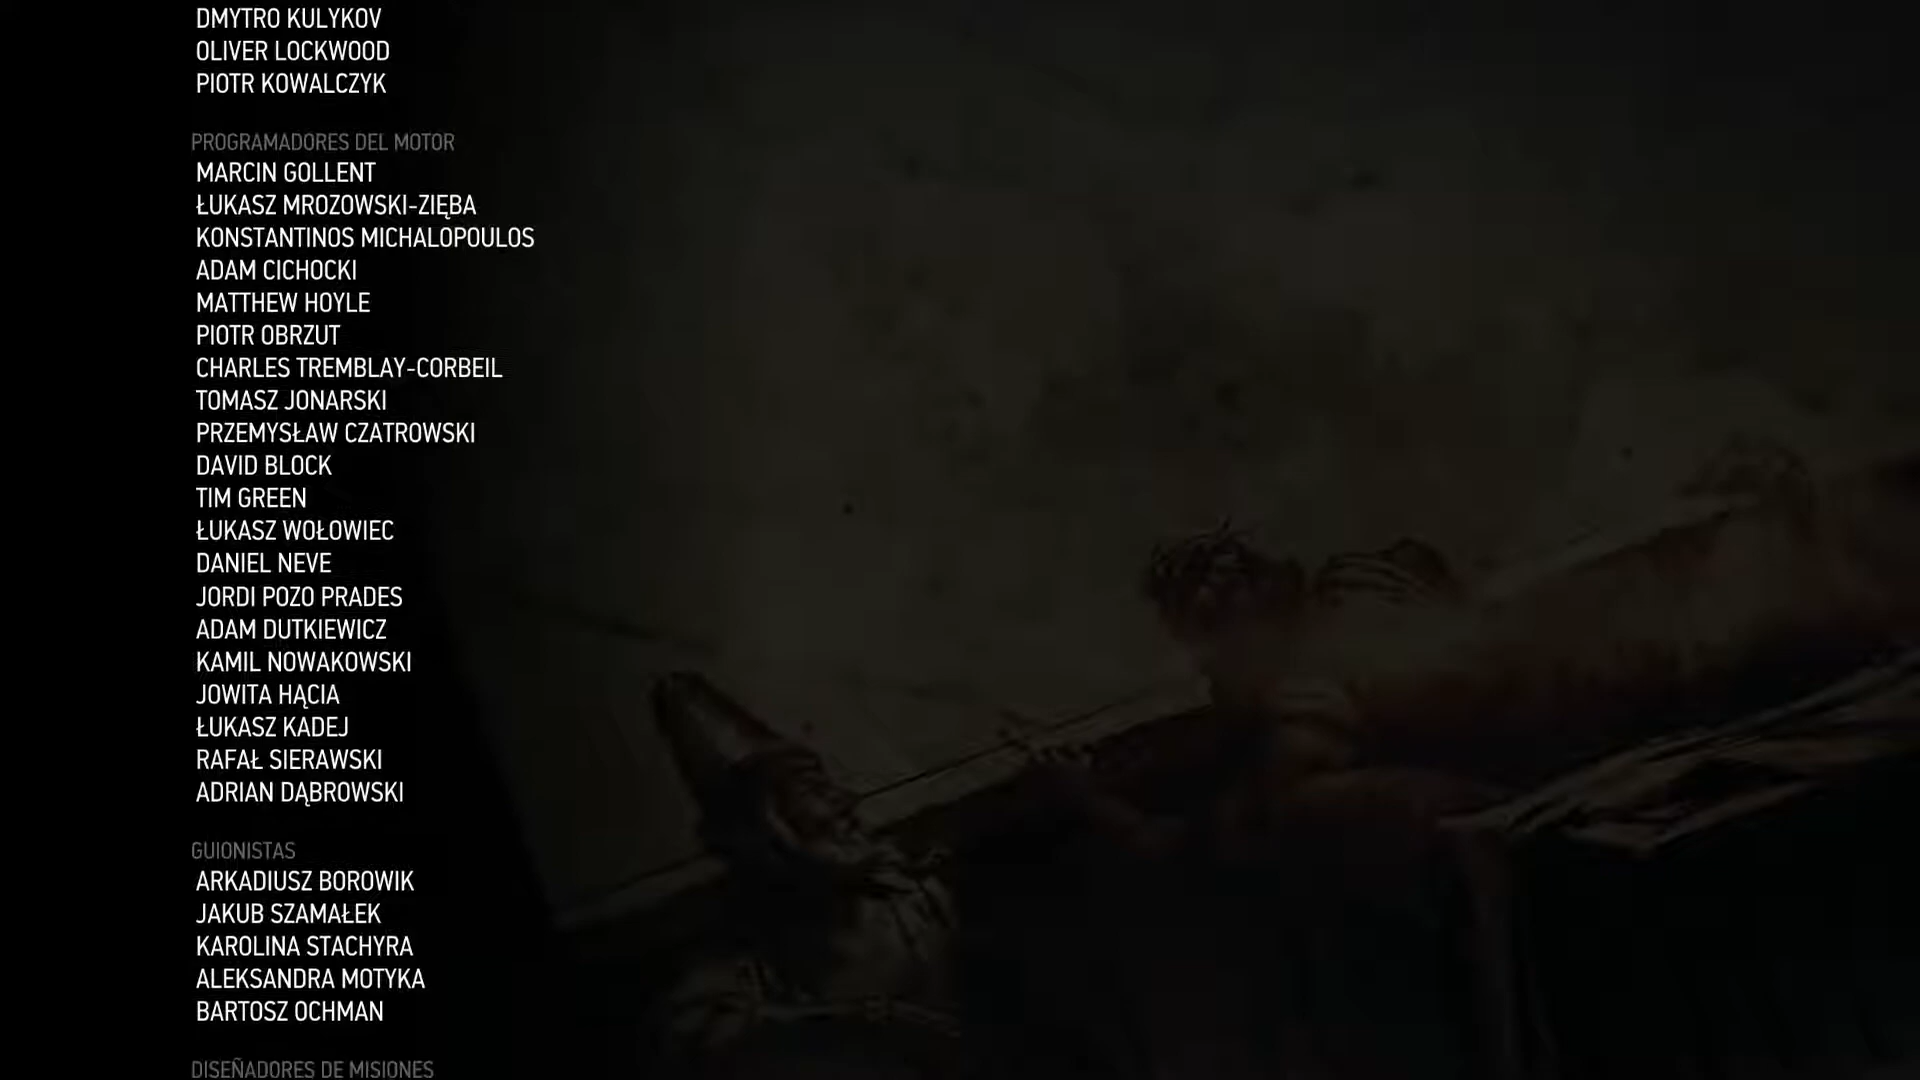 DMYTRO KULYKOV
OLIVER LOCKWOOD
PIOTR KOWALCZYK
PROGRAMADORES DEL MOTOR
MARCIN GOLLENT
ŁUKASZ MROZOWSKI-ZIĘBA
KONSTANTINOS MICHALOPOULOS
ADAM CICHOCKI
MATTHEW HOYLE
PIOTR OBRZUT
CHARLES TREMBLAY-CORBEIL
TOMASZ JONARSKI
PRZEMYSŁAW CZATROWSKI
DAVID BLOCK
TIM GREEN
ŁUKASZ WOŁOWIEC
DANIEL NEVE
JORDI POZO PRADES
ADAM DUTKIEWICZ
KAMIL NOWAKOWSKI
JOWITA HĄCIA
ŁUKASZ KADEJ
RAFAŁ SIERAWSKI
ADRIAN DĄBROWSKI
GUIONISTAS
ARKADIUSZ BOROWIK
JAKUB SZAMAŁEK
KAROLINA STACHYRA
ALEKSANDRA MOTYKA
BARTOSZ OCHMAN
DISEÑADORES DE MISIONES